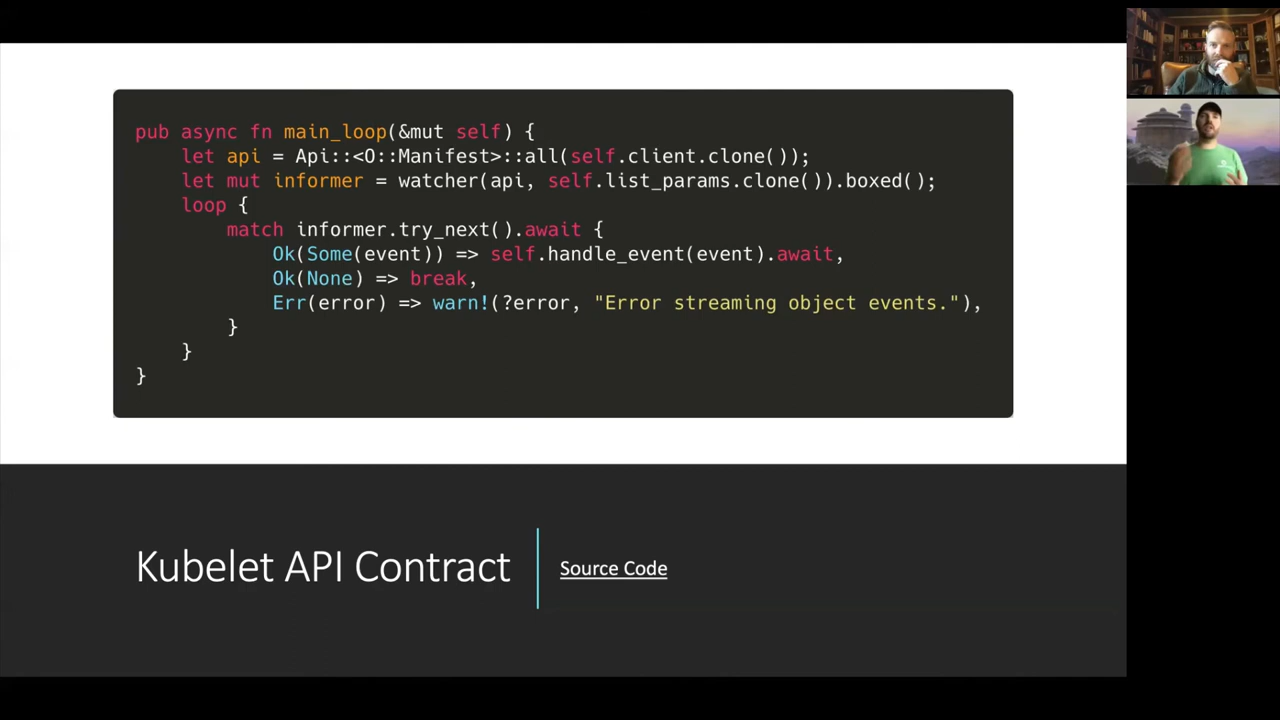 pub async fn main_loop(&mut self) {
    let api = Api::<O::Manifest>::all(self.client.clone());
    let mut informer = watcher(api, self.list_params.clone()).boxed();
    loop {
        match informer.try_next().await {
            Ok(Some(event)) => self.handle_event(event).await,
            Ok(None) => break,
            Err(error) => warn!(?error, "Error streaming object events."),
        }
    }
}
Kubelet API Contract
Source Code